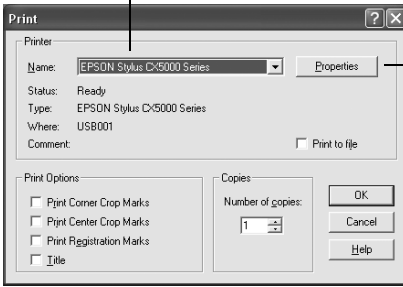 Print
Printer
Name: EPSON Stylus CX5000 Series Properties
Status: Ready
Type: EPSON Stylus CX5000 Series
Where: USB001
Comment: Print to file
Print Options
Print Corner Crop Marks
Print Center Crop Marks
Print Registration Marks
Title
Copies
Number of copies:
1
OK
Cancel
Help